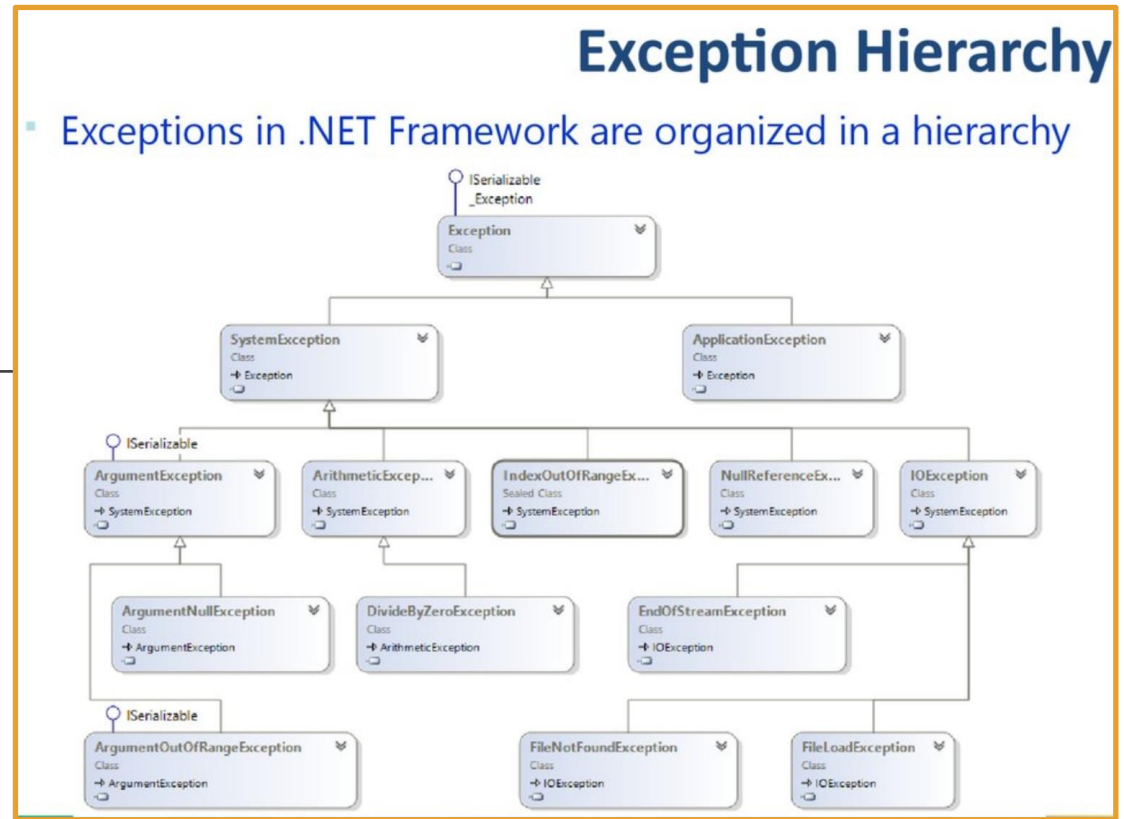 Exception Hierarchy
Exceptions in .NET Framework are organized in a hierarchy
ISerializable
_Exception
Exception
Class
SystemException
Class
Exception
ApplicationException
Class
Exception
ISerializable
ArgumentException
Class
SystemException
ArithmeticExcep...
Class
SystemException
IndexOutOfRangeEx...
Sealed Class
SystemException
NullReferenceEx...
Class
SystemException
IOException
Class
SystemException
ArgumentNullException
Class
ArgumentException
DivideByZeroException
Class
ArithmeticException
EndOfStreamException
Class
IOException
ISerializable
ArgumentOutOfRangeException
Class
ArgumentException
FileNotFoundException
Class
IOException
FileLoadException
Class
IOException